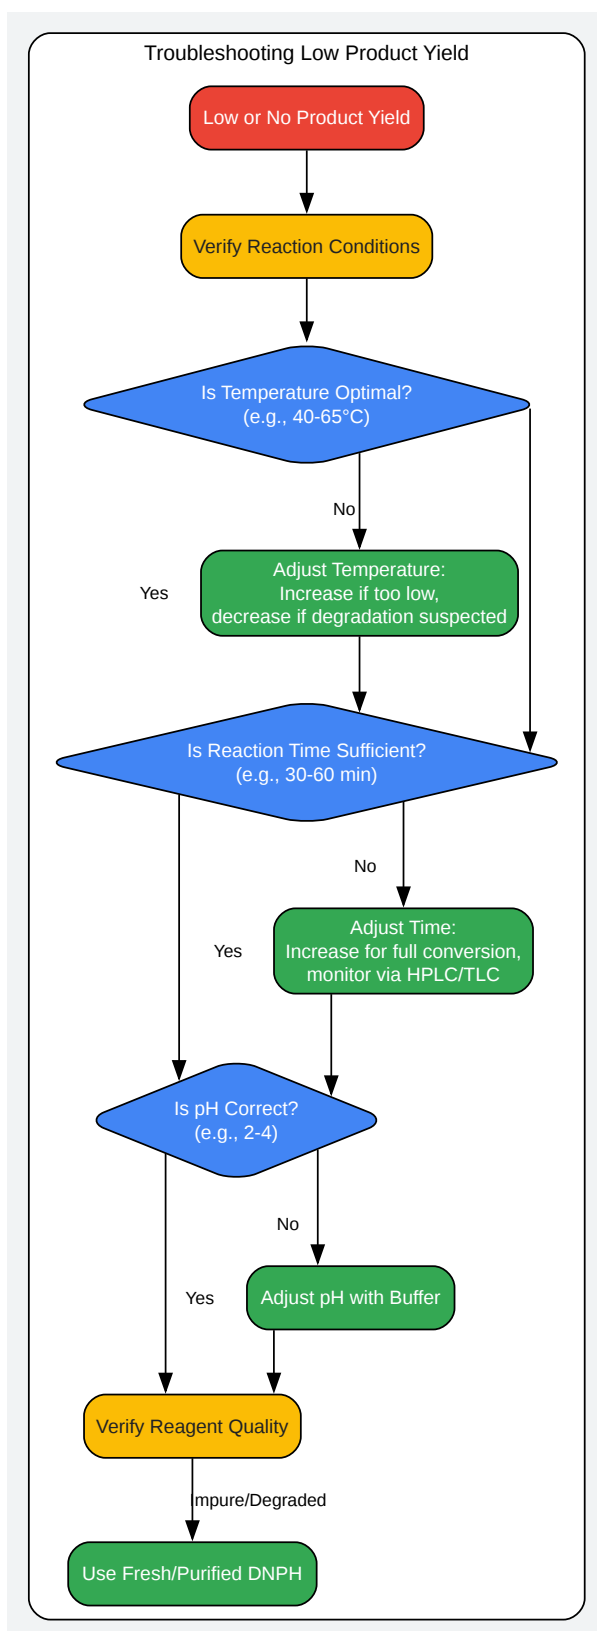 Troubleshooting Low Product Yield
Low or No Product Yield
Verify Reaction Conditions
Is Temperature Optimal?
(e.g., 40-65°C)
No
Adjust Temperature:
Increase if too low,
decrease if degradation suspected
Yes
Is Reaction Time Sufficient?
(e.g., 30-60 min)
No
Adjust Time:
Increase for full conversion,
monitor via HPLC/TLC
Yes
Is pH Correct?
(e.g., 2-4)
No
Yes
Adjust pH with Buffer
Verify Reagent Quality
Impure/Degraded
Use Fresh/Purified DNPH